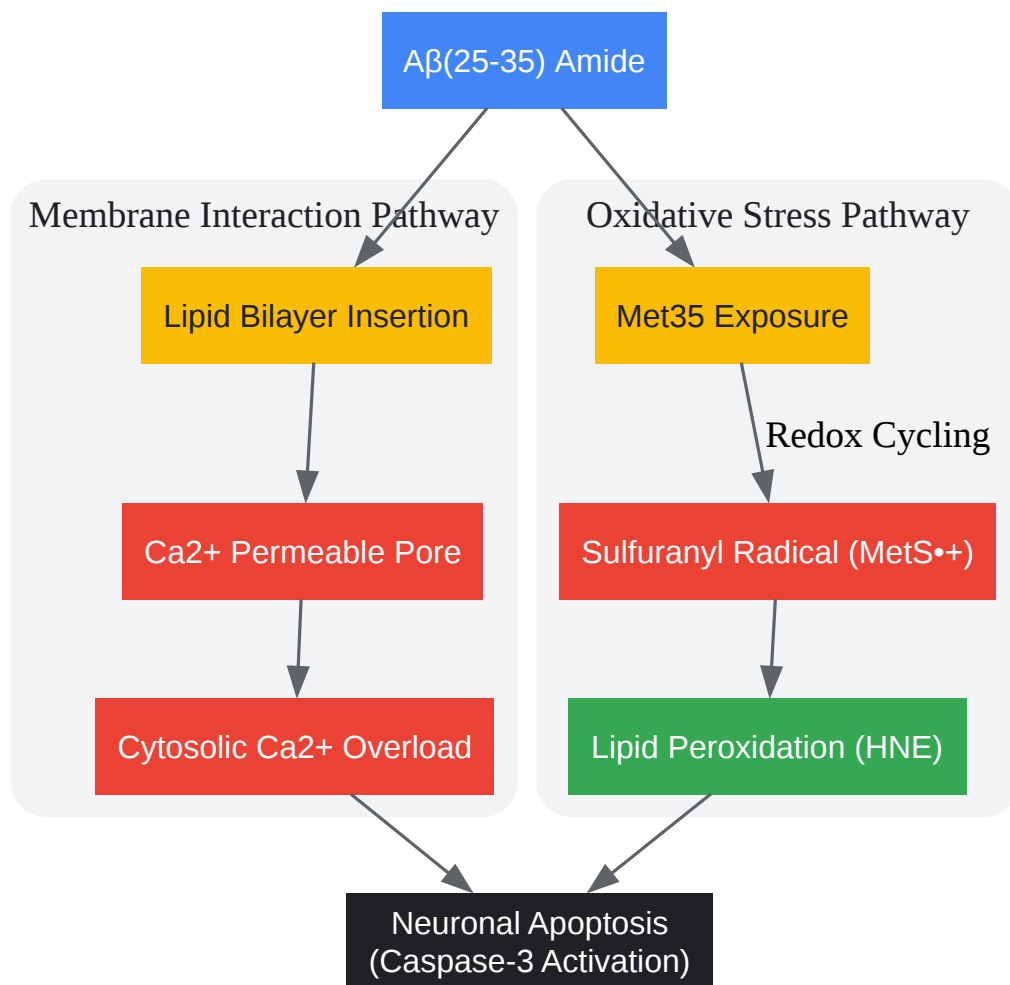 Aβ(25-35) Amide
Membrane Interaction Pathway
Oxidative Stress Pathway
Lipid Bilayer Insertion
Met35 Exposure
Redox Cycling
Ca2+ Permeable Pore
Sulfuranyl Radical (MetS•+)
Cytosolic Ca2+ Overload
Lipid Peroxidation (HNE)
Neuronal Apoptosis
(Caspase-3 Activation)